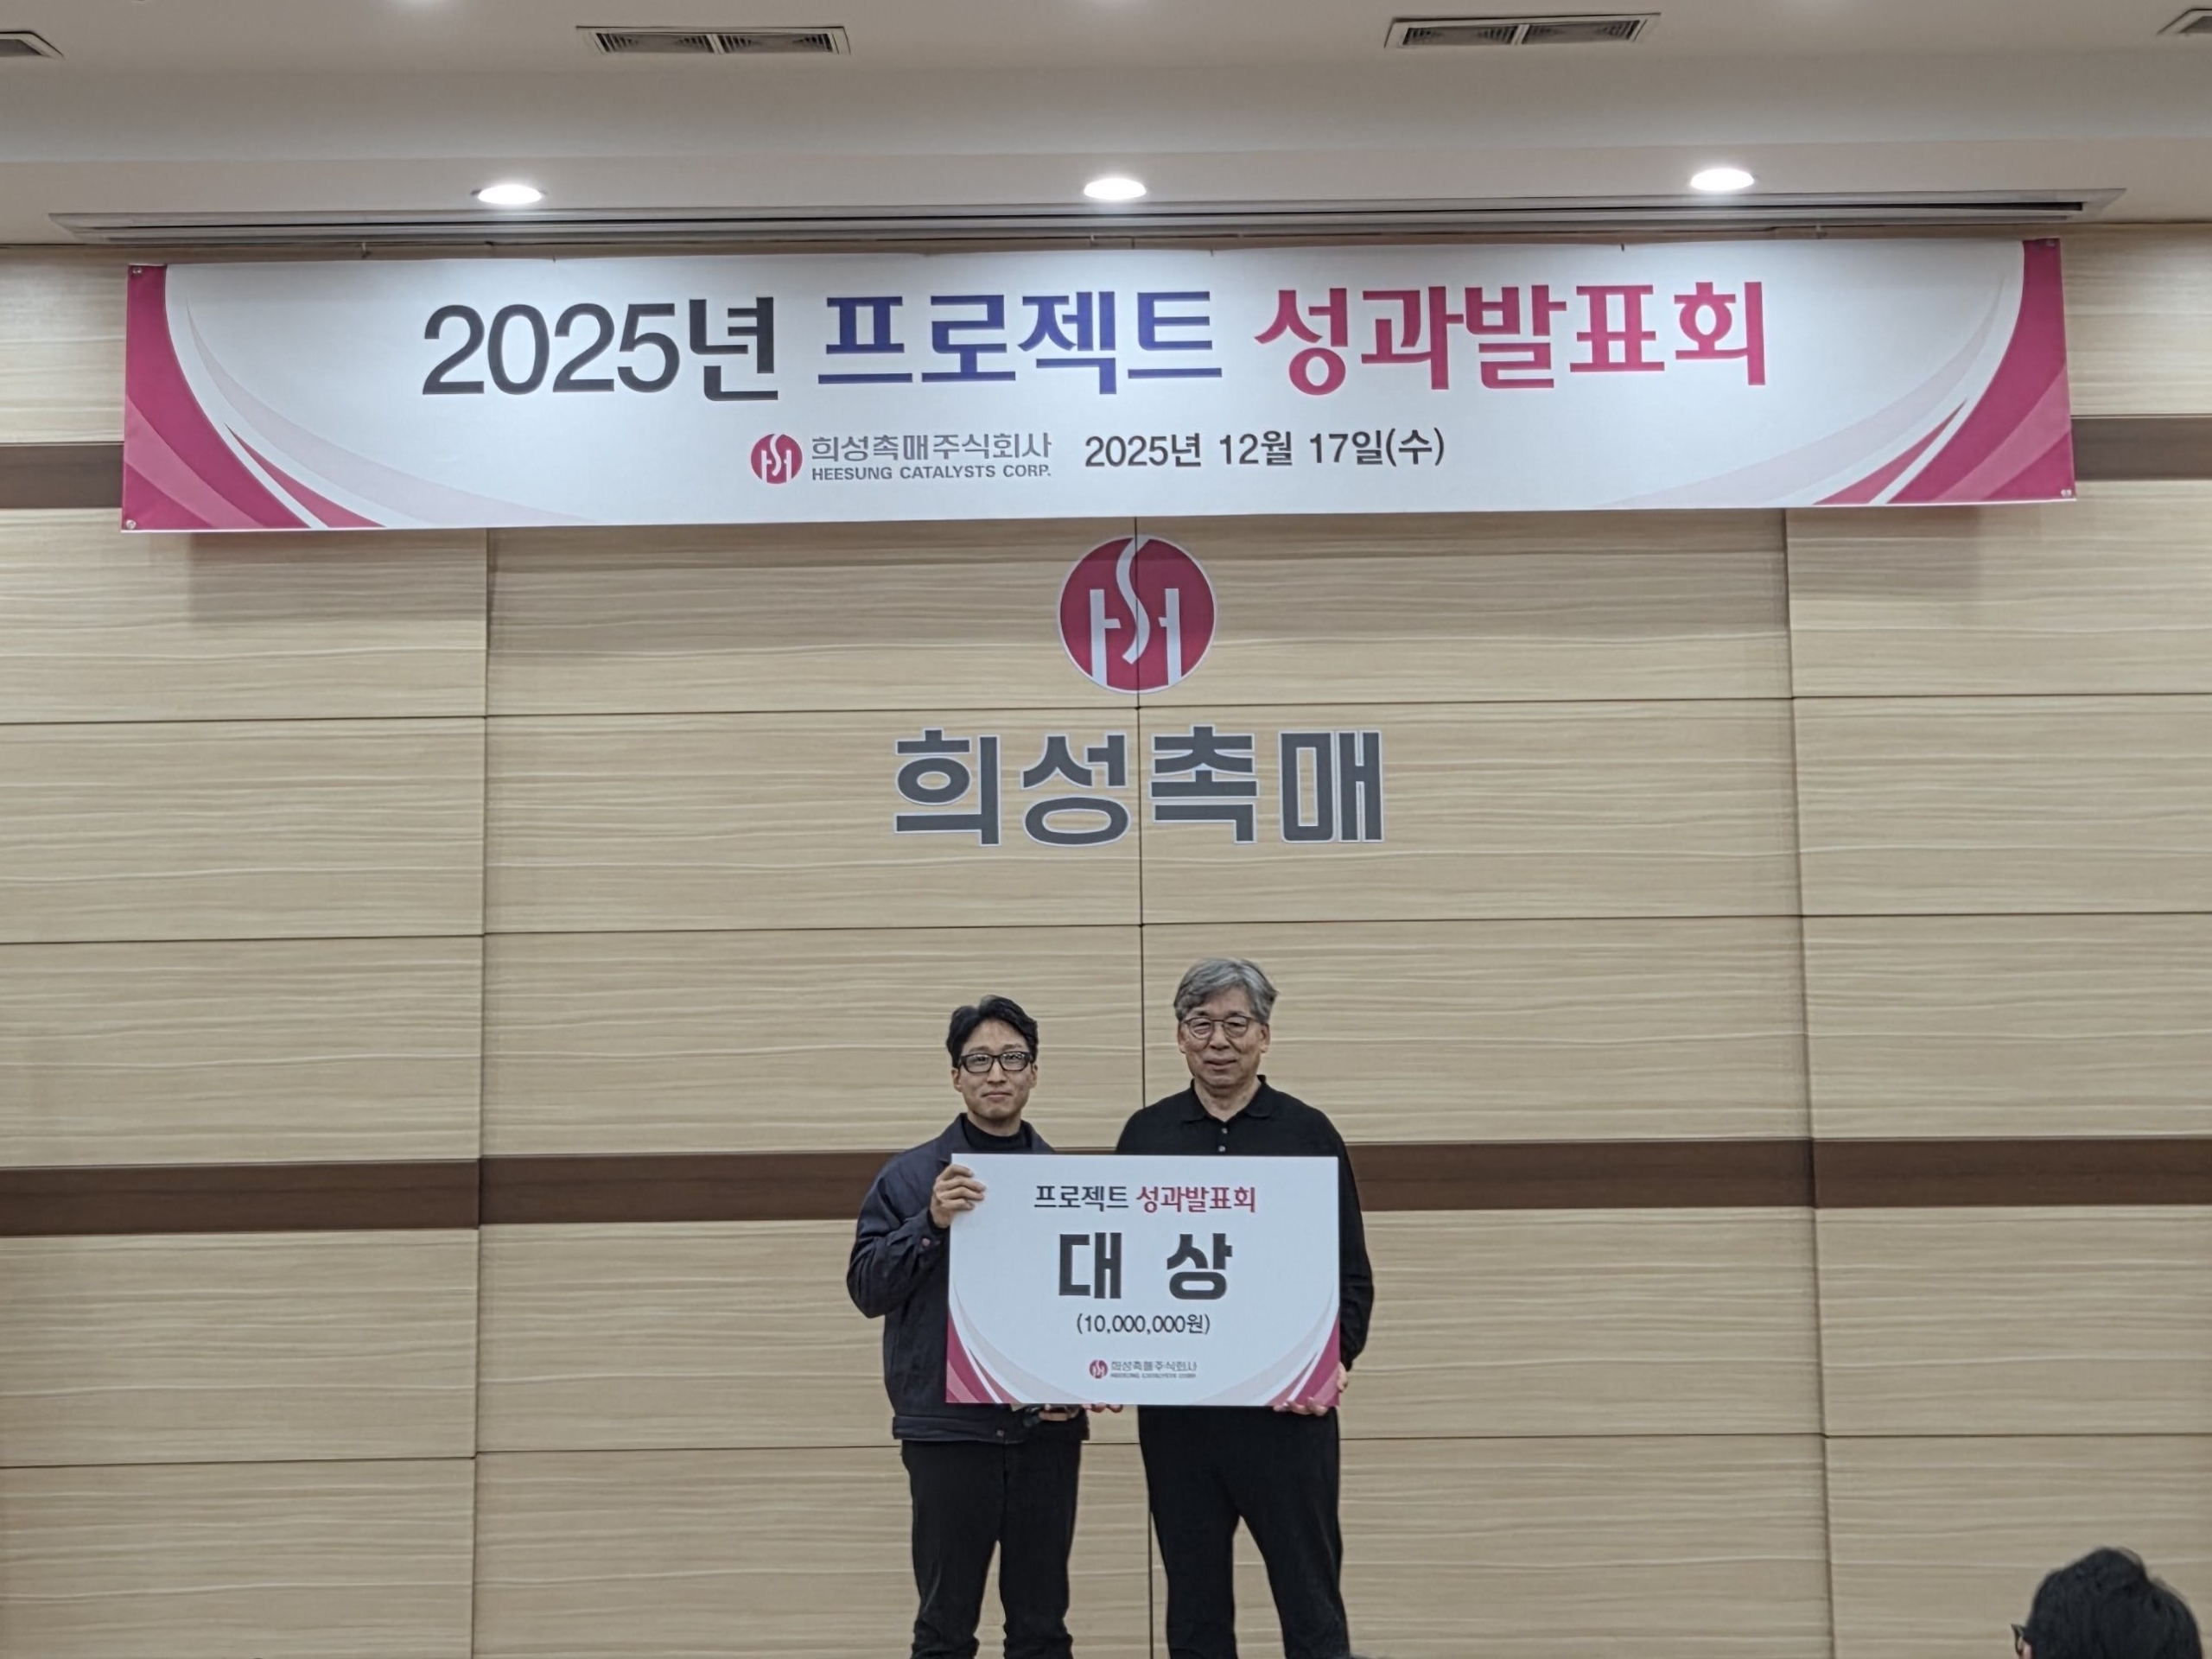 2025년 프로젝트 성과발표회
희성촉매주식회사 2025년 12월 17일(수)
HEESUNG CATALYSTS CORP.
희성촉매
프로젝트 성과발표회
대 상
(10,000,000원)
희성촉매주식회사
HEESUNG CATALYSTS CORP.